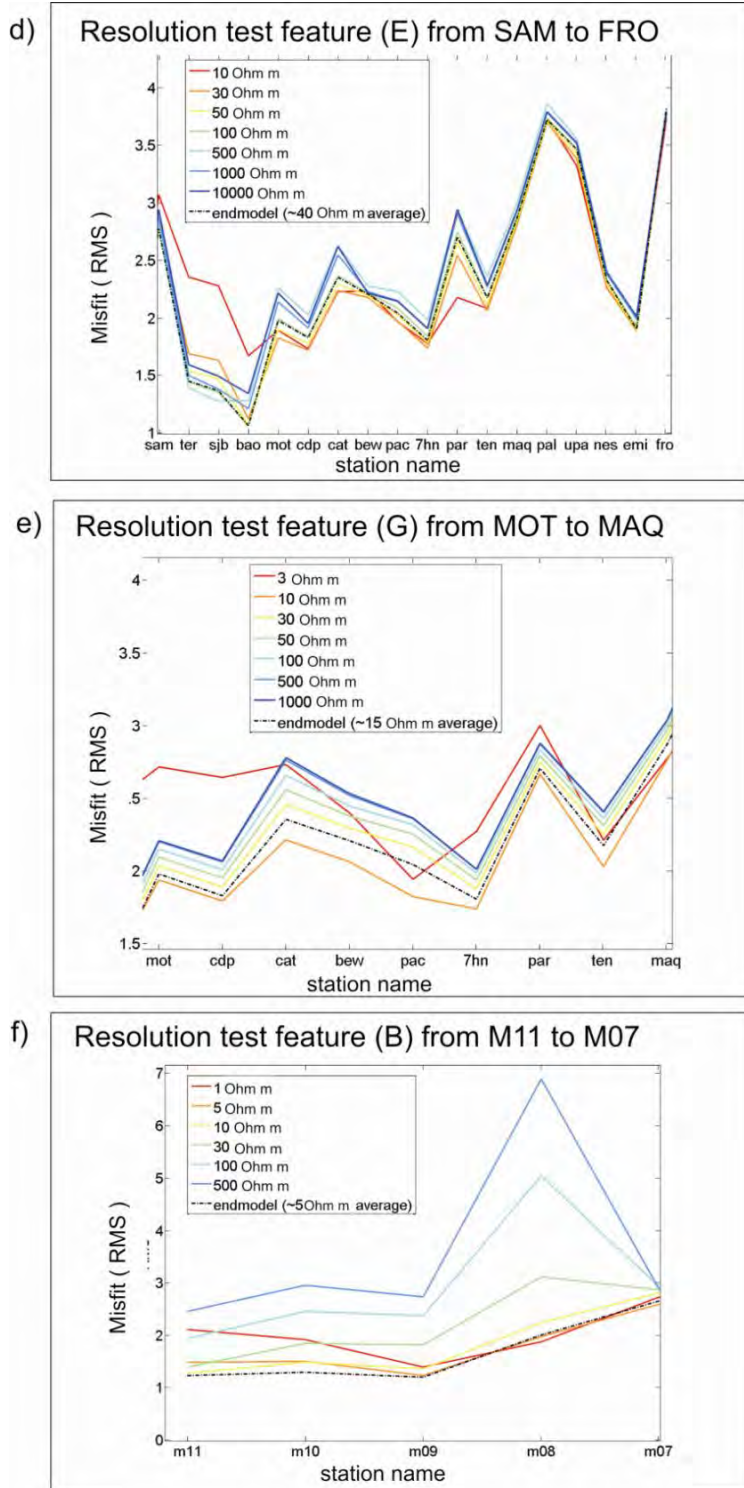 d)
Resolution test feature (E) from SAM to FRO
10 Ohm m
30 Ohm m
50 Ohm m
100 Ohm m
500 Ohm m
1000 Ohm m
10000 Ohm m
endmodel (~40 Ohm m average)
Misfit ( RMS )
4
3.5
3
2.5
2
1.5
1
sam ter sjb bao mot cdp cat bew pac 7hn par ten maq pal upa nes emi fro
station name
e)
Resolution test feature (G) from MOT to MAQ
3 Ohm m
10 Ohm m
30 Ohm m
50 Ohm m
100 Ohm m
500 Ohm m
1000 Ohm m
endmodel (~15 Ohm m average)
Misfit ( RMS )
4
3.5
3
.5
2
1.5
mot cdp cat bew pac 7hn par ten maq
station name
f)
Resolution test feature (B) from M11 to M07
1 Ohm m
5 Ohm m
10 Ohm m
30 Ohm m
100 Ohm m
500 Ohm m
endmodel (~5Ohm m average)
Misfit ( RMS )
7
6
5
4
3
2
1
0
m11 m10 m09 m08 m07
station name